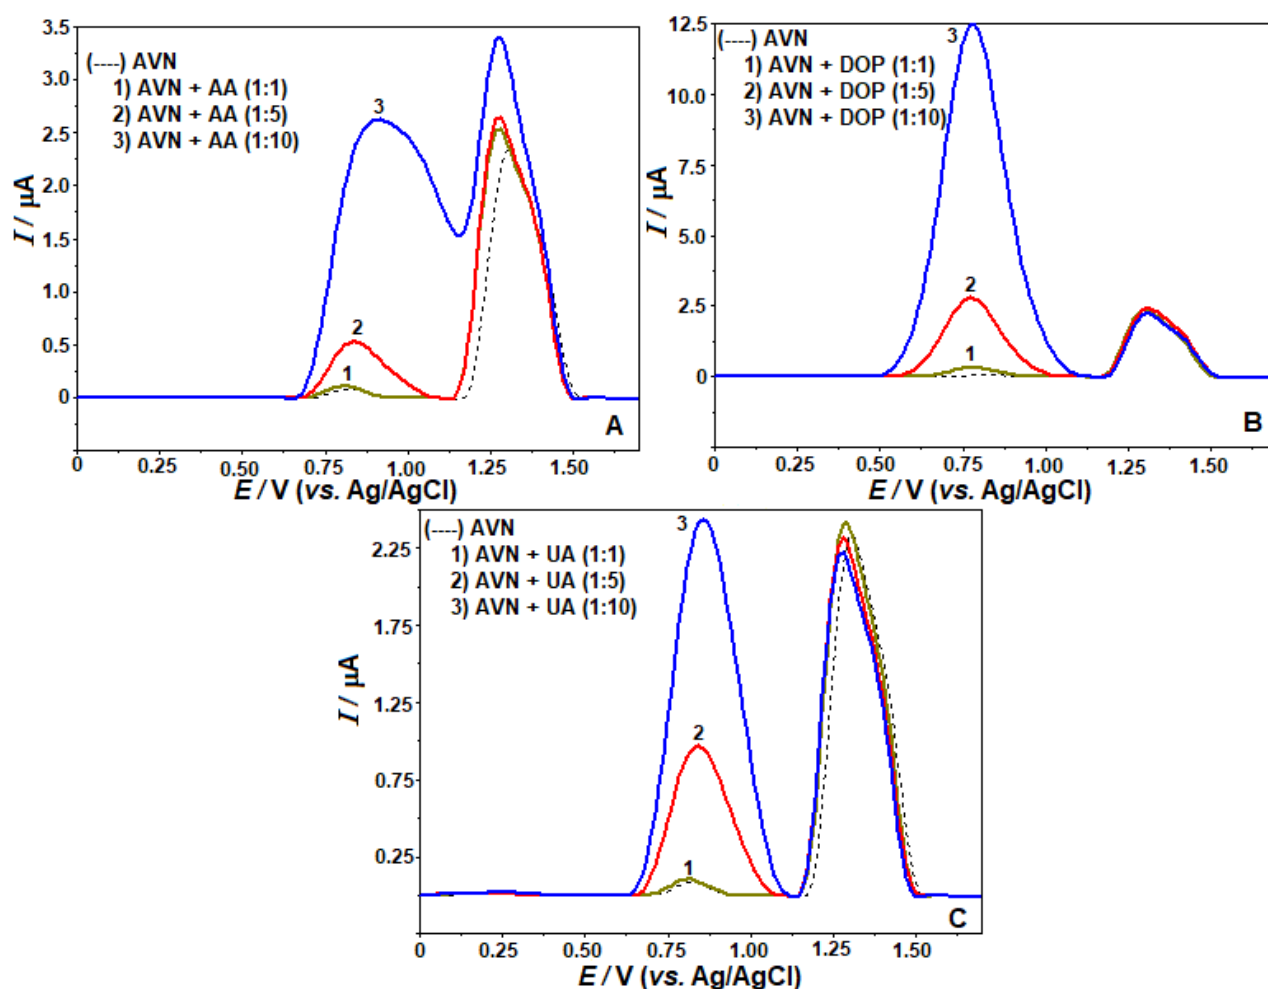 (----) AVN
1) AVN + AA (1:1)
2) AVN + AA (1:5)
3) AVN + AA (1:10)
3.5
3.0
2.5
2.0
1.5
1.0
0.5
0
I / µA
3
2
1
A
0
0.25
0.50
0.75
1.00
1.25
1.50
E / V (vs. Ag/AgCl)
(----) AVN
1) AVN + DOP (1:1)
2) AVN + DOP (1:5)
3) AVN + DOP (1:10)
12.5
10.0
7.5
5.0
2.5
0
I / µA
3
2
1
B
0
0.25
0.50
0.75
1.00
1.25
1.50
E / V (vs. Ag/AgCl)
(----) AVN
1) AVN + UA (1:1)
2) AVN + UA (1:5)
3) AVN + UA (1:10)
2.25
1.75
1.25
0.75
0.25
I / µA
3
2
1
C
0
0.25
0.50
0.75
1.00
1.25
1.50
E / V (vs. Ag/AgCl)